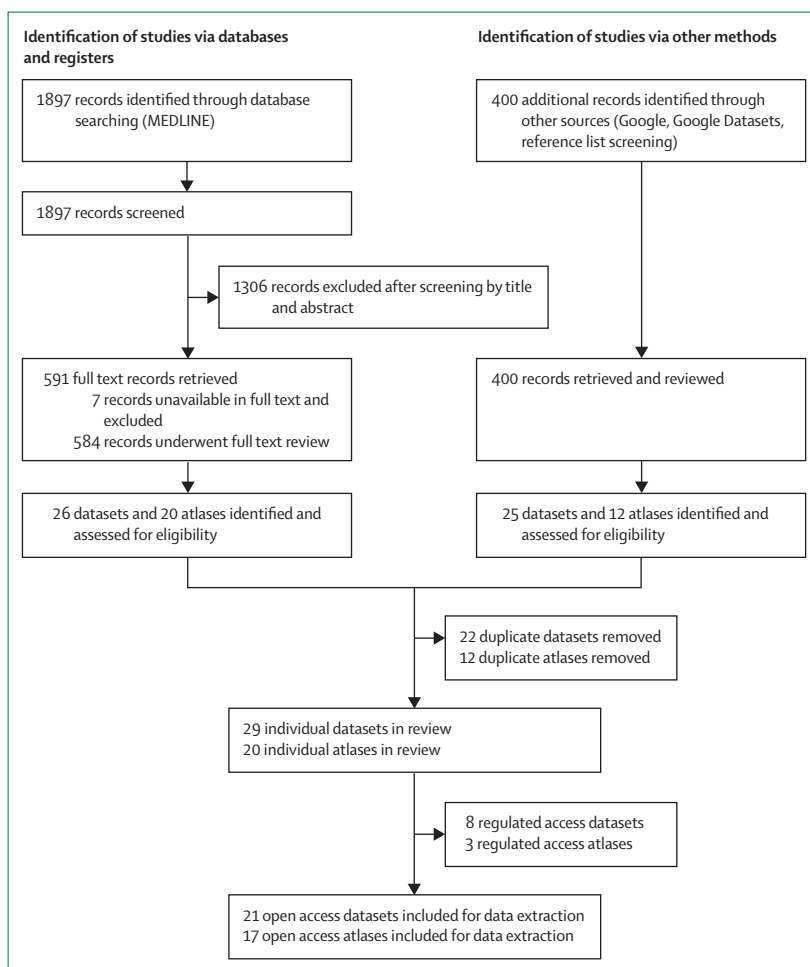 Identification of studies via databases
and registers
Identification of studies via other methods
1897 records identified through database
searching (MEDLINE)
400 additional records identified through
other sources (Google, Google Datasets,
reference list screening)
1897 records screened
1306 records excluded after screening by title
and abstract
591 full text records retrieved
7 records unavailable in full text and
excluded
584 records underwent full text review
400 records retrieved and reviewed
26 datasets and 20 atlases identified and
assessed for eligibility
25 datasets and 12 atlases identified and
assessed for eligibility
22 duplicate datasets removed
12 duplicate atlases removed
29 individual datasets in review
20 individual atlases in review
8 regulated access datasets
3 regulated access atlases
21 open access datasets included for data extraction
17 open access atlases included for data extraction